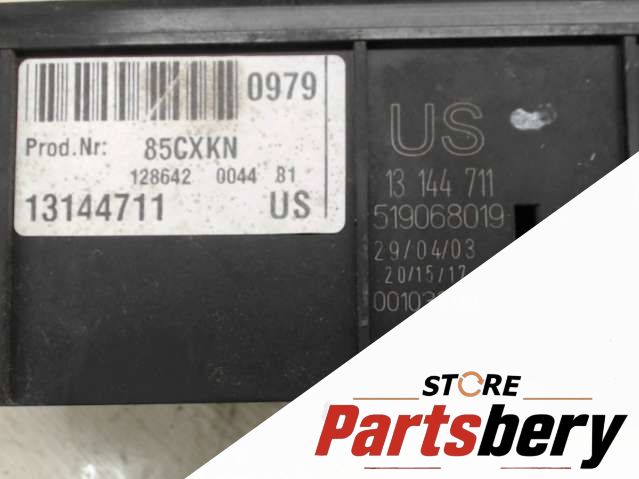 0979
Prod.Nr: 85CXKN
128642 0044 81
13144711 US
US
13 144 711
519068019
29/04/03
20/15/17
STORE
Partsbery